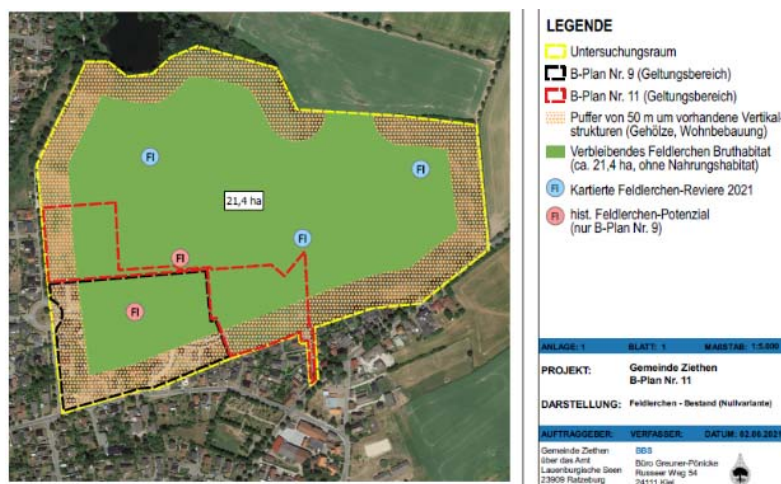 Fl
Fl
21,4 ha
Fl
Fl
Fl
LEGENDE
Untersuchungsraum
B-Plan Nr. 9 (Geltungsbereich)
B-Plan Nr. 11 (Geltungsbereich)
Puffer von 50 m um vorhandene Vertikal-
strukturen (Gehölze, Wohnbebauung)
Verbleibendes Feldlerchen Bruthabitat
(ca. 21,4 ha, ohne Nahrungshabitat)
Fl
Kartierte Feldlerchen-Reviere 2021
Fl
hist. Feldlerchen-Potenzial
(nur B-Plan Nr. 9)
ANLAGE: 1 BLATT: 1 MAßSTAB: 1:5.000
PROJEKT: Gemeinde Ziethen
B-Plan Nr. 11
DARSTELLUNG: Feldlerchen - Bestand (Nullvariante)
AUFTRAGGEBER: VERFASSER: DATUM: 02.06.2021
Gemeinde Ziethen
über das Amt
Lauenburgische Seen
23909 Ratzeburg
BBS
Büro Greuner-Pönicke
Russeer Weg 54
24111 Kiel